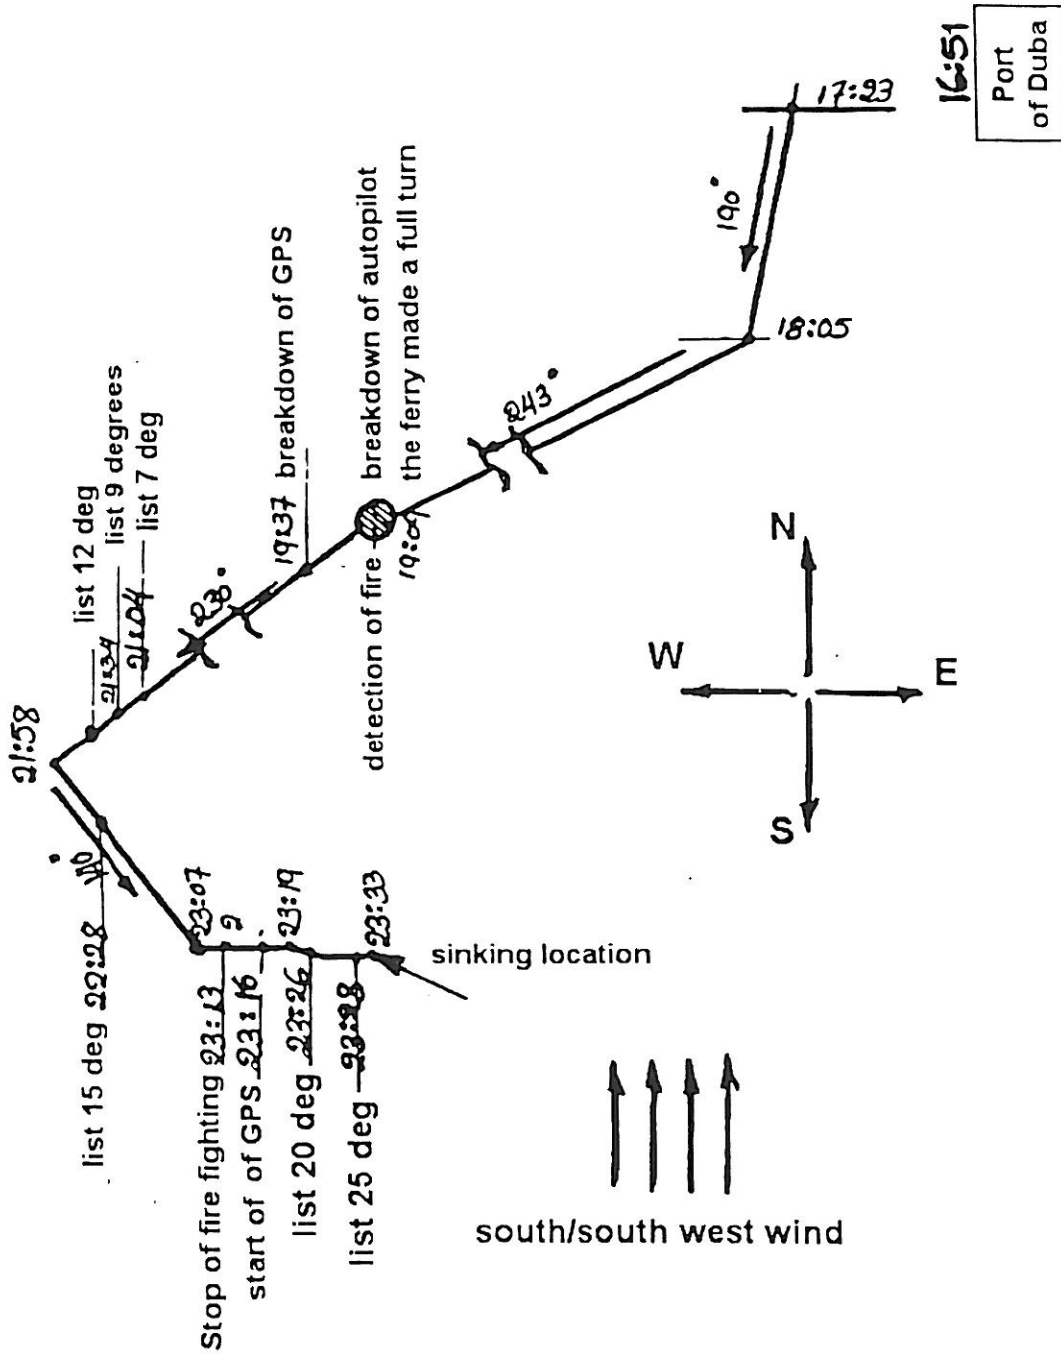 16:51
Port
of Duba
17:23
190°
18:05
243°
breakdown of autopilot
the ferry made a full turn
detection of fire
19:37 breakdown of GPS
230°
list 7 deg
21:04
list 9 degrees
21:34
list 12 deg
21:58
list 15 deg 22:28
23:07
Stop of fire fighting 23:13
2
start of of GPS 23:16
23:19
list 20 deg 23:26
list 25 deg 23:28
23:33
sinking location
N
W
E
S
south/south west wind